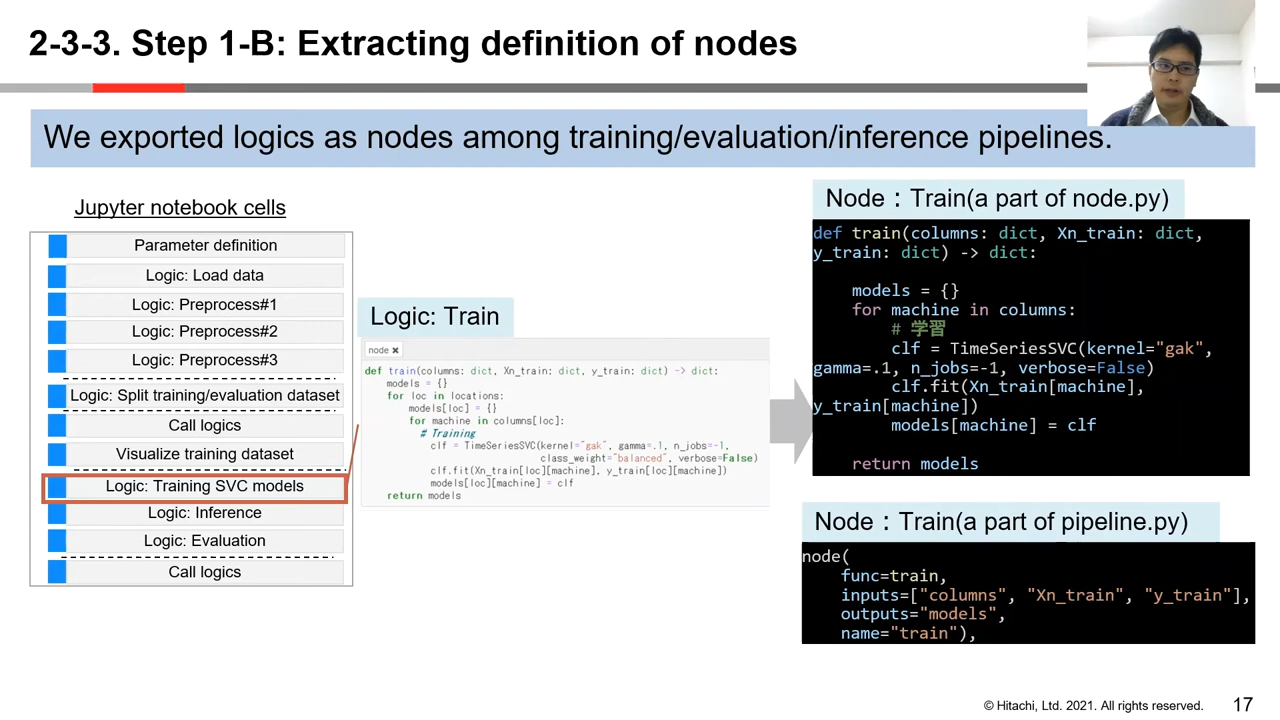 2-3-3. Step 1-B: Extracting definition of nodes
We exported logics as nodes among training/evaluation/inference pipelines.
Jupyter notebook cells
Parameter definition
Logic: Load data
Logic: Preprocess#1
Logic: Preprocess#2
Logic: Preprocess#3
Logic: Split training/evaluation dataset
Call logics
Visualize training dataset
Logic: Training SVC models
Logic: Inference
Logic: Evaluation
Call logics
Logic: Train
node ×
def train(columns: dict, Xn_train: dict, y_train: dict) -> dict:
models = {}
for loc in locations:
models[loc] = {}
for machine in columns[loc]:
# Training
clf = TimeSeriesSVC(kernel="gak", gamma=.1, n_jobs=-1,
class_weight="balanced", verbose=False)
clf.fit(Xn_train[loc][machine], y_train[loc][machine])
models[loc][machine] = clf
return models
Node：Train(a part of node.py)
def train(columns: dict, Xn_train: dict,
y_train: dict) -> dict:
models = {}
for machine in columns:
# 学習
clf = TimeSeriesSVC(kernel="gak",
gamma=.1, n_jobs=-1, verbose=False)
clf.fit(Xn_train[machine],
y_train[machine])
models[machine] = clf
return models
Node：Train(a part of pipeline.py)
node(
func=train,
inputs=["columns", "Xn_train", "y_train"],
outputs="models",
name="train"),
© Hitachi, Ltd. 2021. All rights reserved.
17